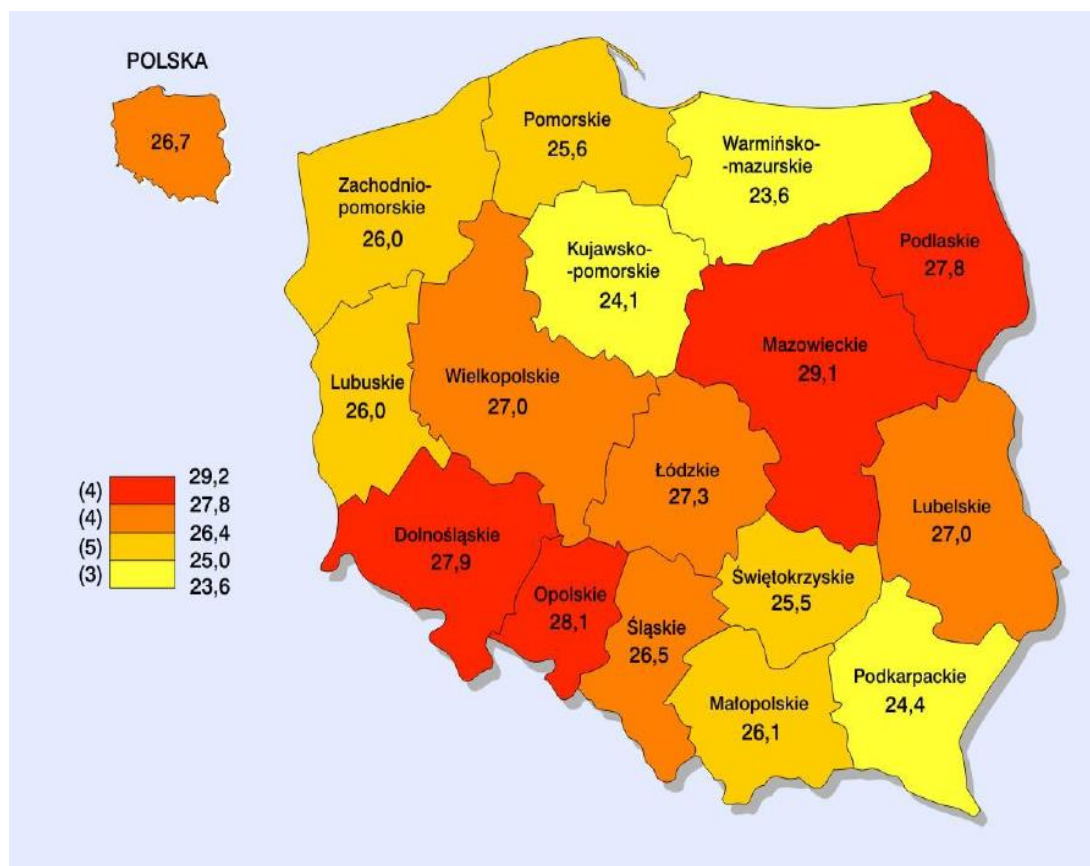 POLSKA
26,7
Pomorskie
25,6
Warmińsko-
-mazurskie
23,6
Zachodnio-
pomorskie
26,0
Podlaskie
27,8
Kujawsko-
-pomorskie
24,1
Mazowieckie
29,1
Lubuskie
26,0
Wielkopolskie
27,0
Łódzkie
27,3
Lubelskie
27,0
Dolnośląskie
27,9
Opolskie
28,1
Śląskie
26,5
Świętokrzyskie
25,5
Małopolskie
26,1
Podkarpackie
24,4
29,2
(4)
27,8
(4)
26,4
(5)
25,0
(3)
23,6